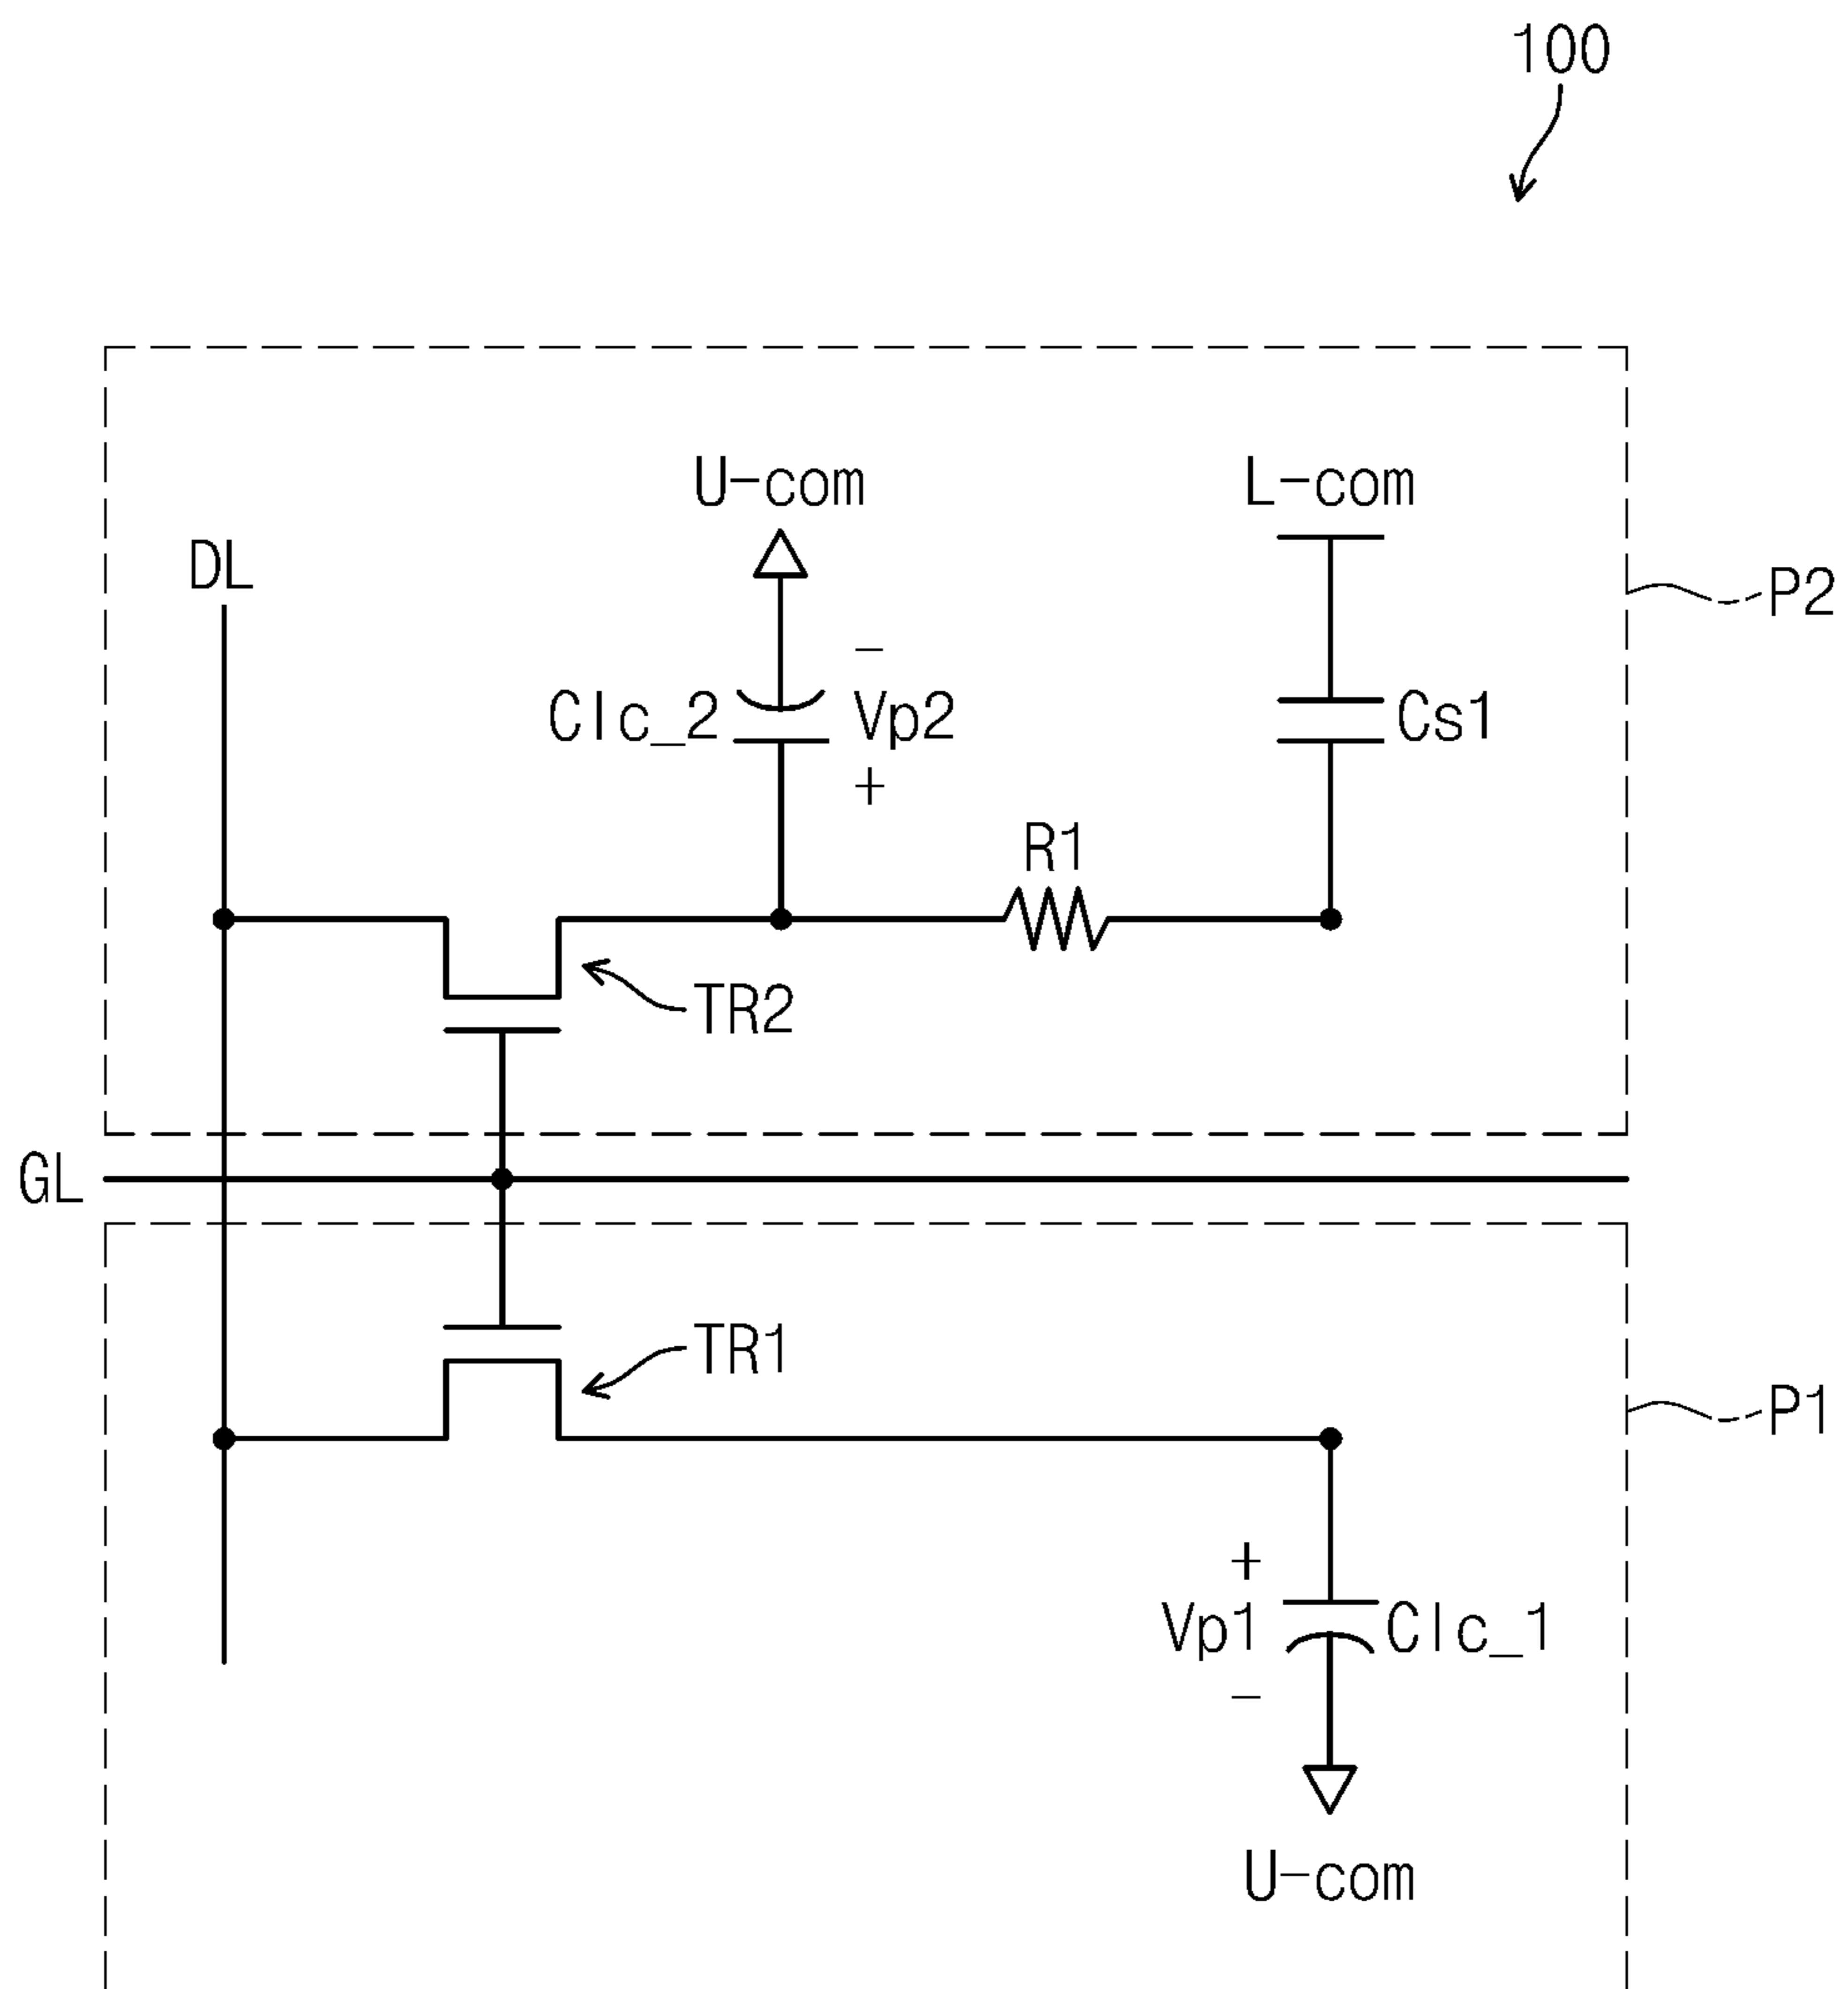 100
U-com
L-com
DL
P2
-
Clc_2
Vp2
Cs1
+
R1
TR2
GL
TR1
P1
+
Vp1
Clc_1
-
U-com